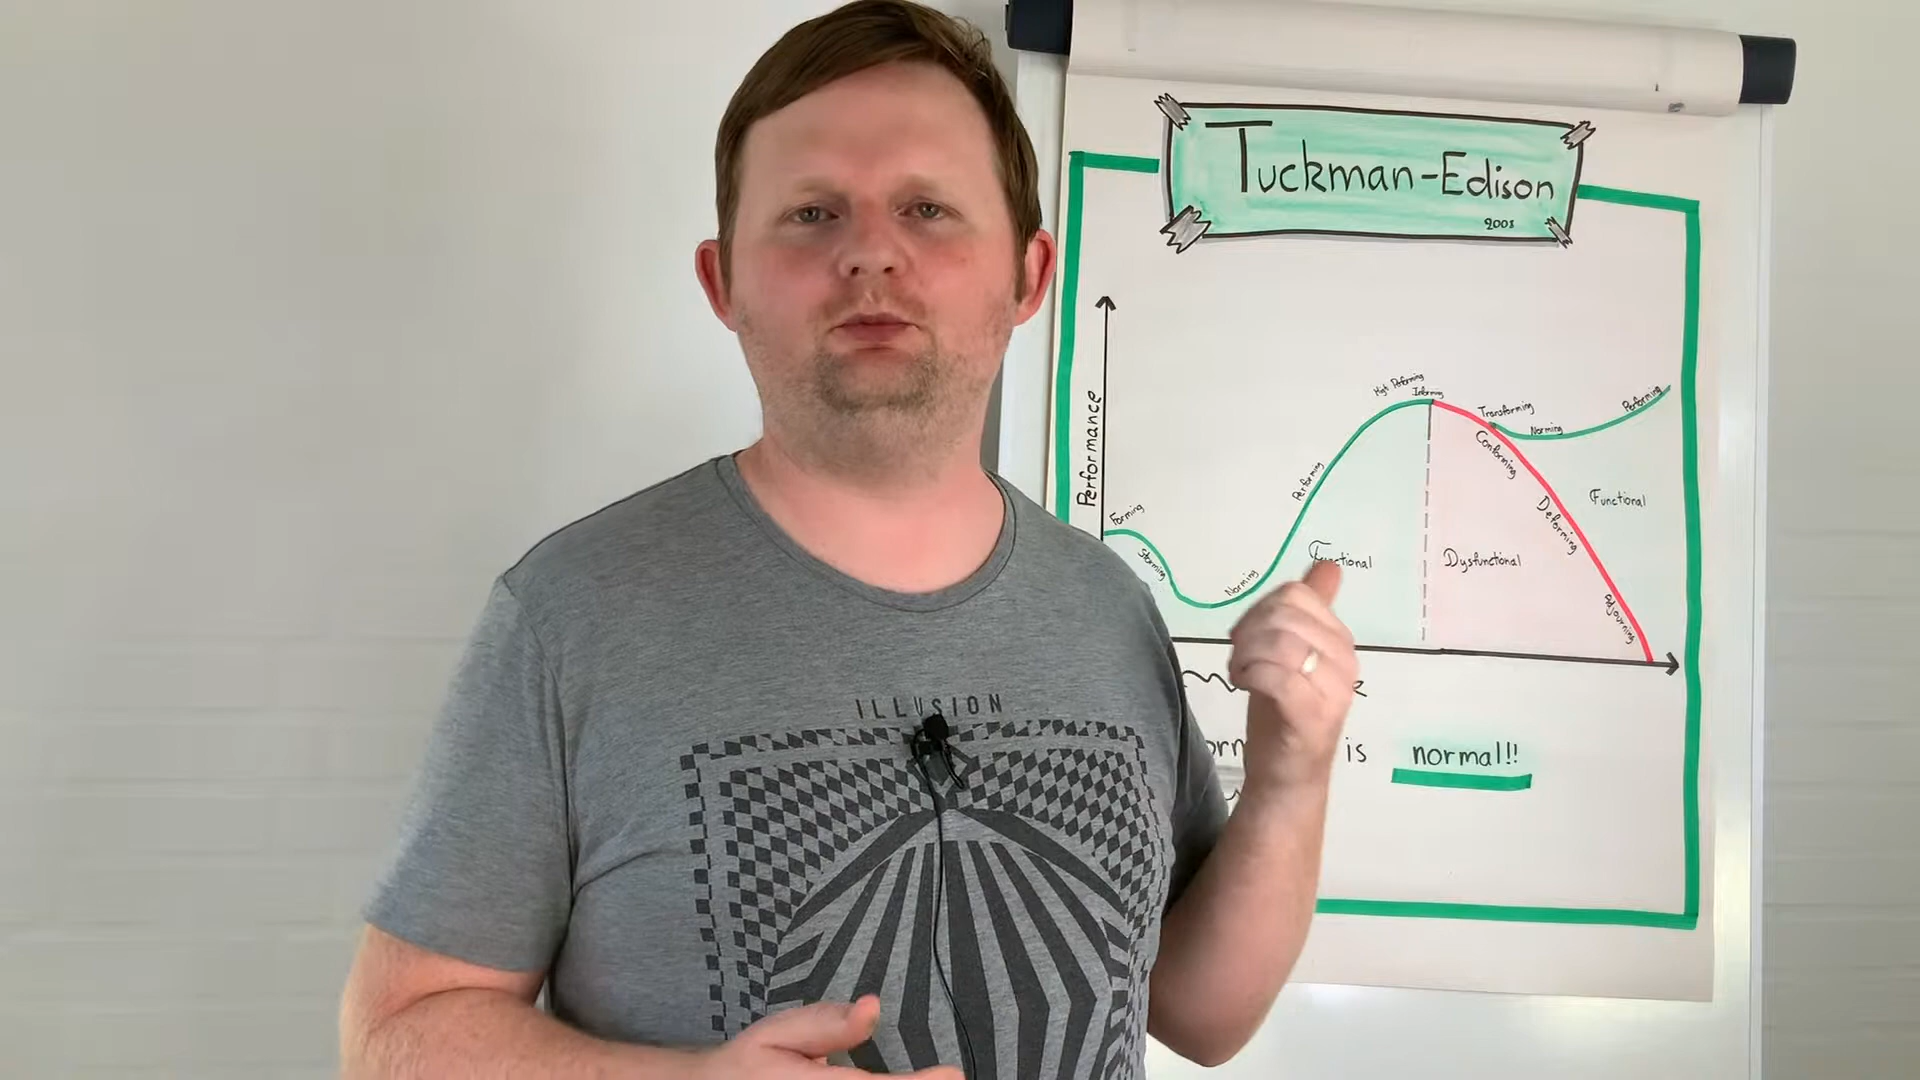 Tuckman-Edison
2003
Performance
Forming
Storming
Norming
Performing
High Performing
Informing
Transforming
Norming
Performing
Conforming
Deforming
Adjourning
Functional
Dysfunctional
Functional
is normal!!
ILLUSION